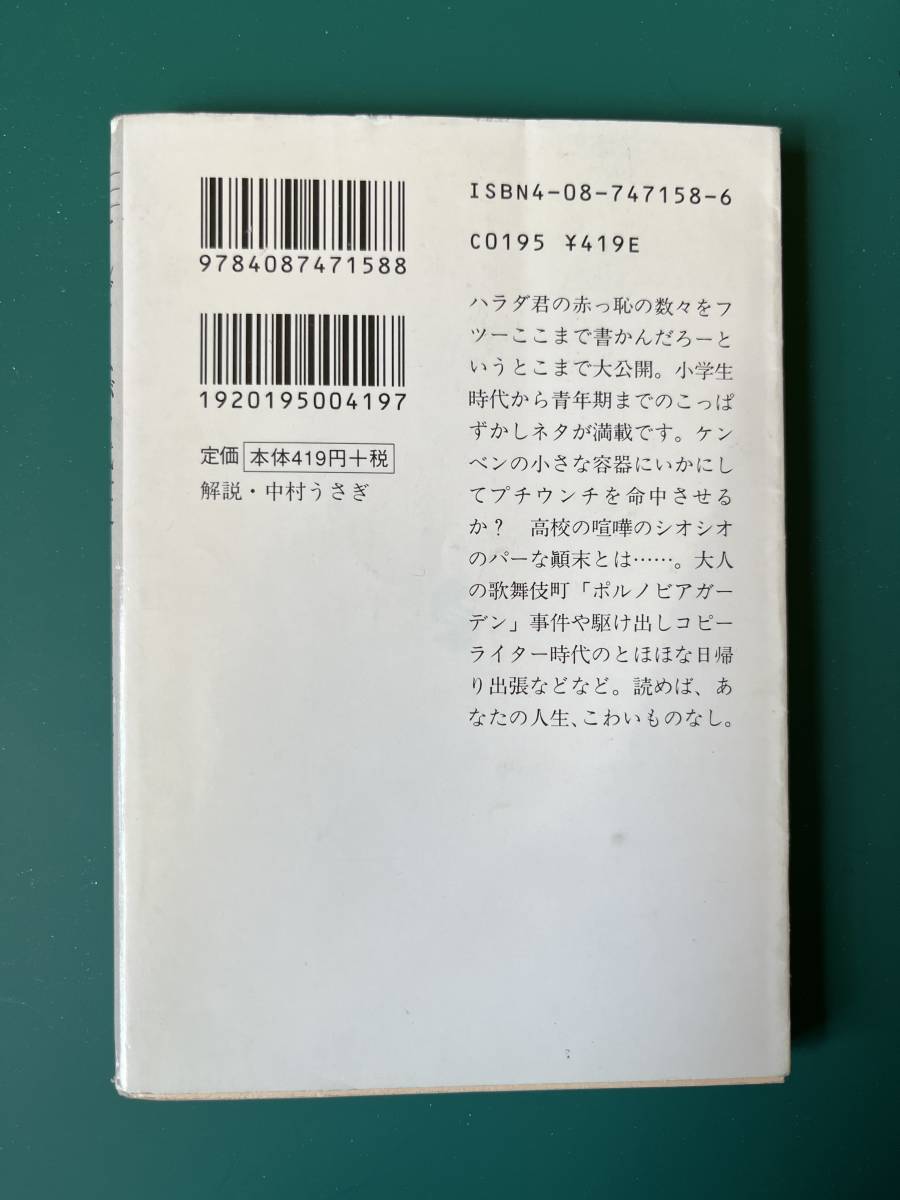 9784087471588
1920195004197
定価 本体419円+税
解説・中村うさぎ
ISBN4-08-747158-6
C0195 ¥419E
ハラダ君の赤っ恥の数々をフ
ツーここまで書かんだろーと
いうとこまで大公開。小学生
時代から青年期までのこっぱ
ずかしネタが満載です。ケン
ベンの小さな容器にいかにし
てプチウンチを命中させる
か? 高校の喧嘩のシオシオ
のパーな顚末とは……。大人
の歌舞伎町「ポルノビアガー
デン」事件や駆け出しコピー
ライター時代のとほほな日帰
り出張などなど。読めば、あ
なたの人生、こわいものなし。